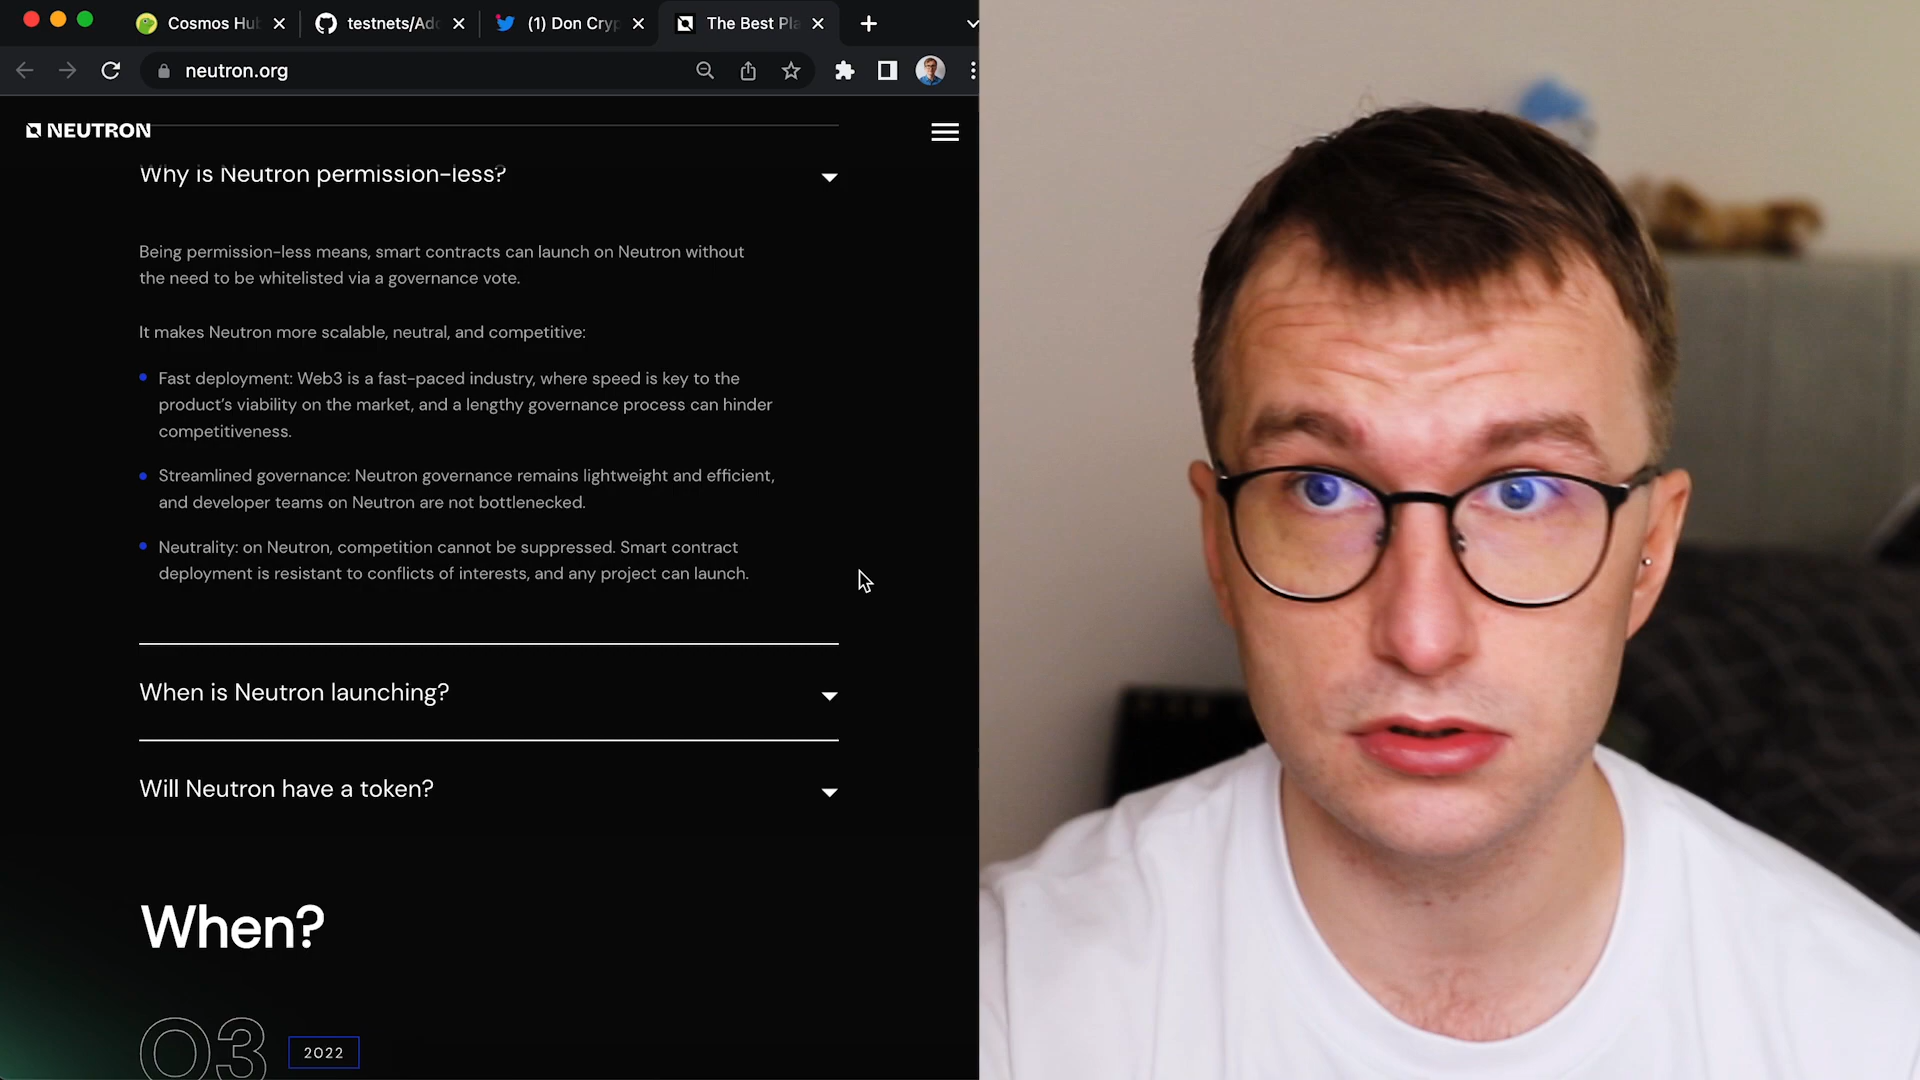 Cosmos Hu
testnets/Ad
(1) Don Cryp
The Best Pla
neutron.org
NEUTRON
Why is Neutron permission-less?
Being permission-less means, smart contracts can launch on Neutron without
the need to be whitelisted via a governance vote.
It makes Neutron more scalable, neutral, and competitive:
Fast deployment: Web3 is a fast-paced industry, where speed is key to the
product's viability on the market, and a lengthy governance process can hinder
competitiveness.
Streamlined governance: Neutron governance remains lightweight and efficient,
and developer teams on Neutron are not bottlenecked.
Neutrality: on Neutron, competition cannot be suppressed. Smart contract
deployment is resistant to conflicts of interests, and any project can launch.
When is Neutron launching?
Will Neutron have a token?
When?
03 2022